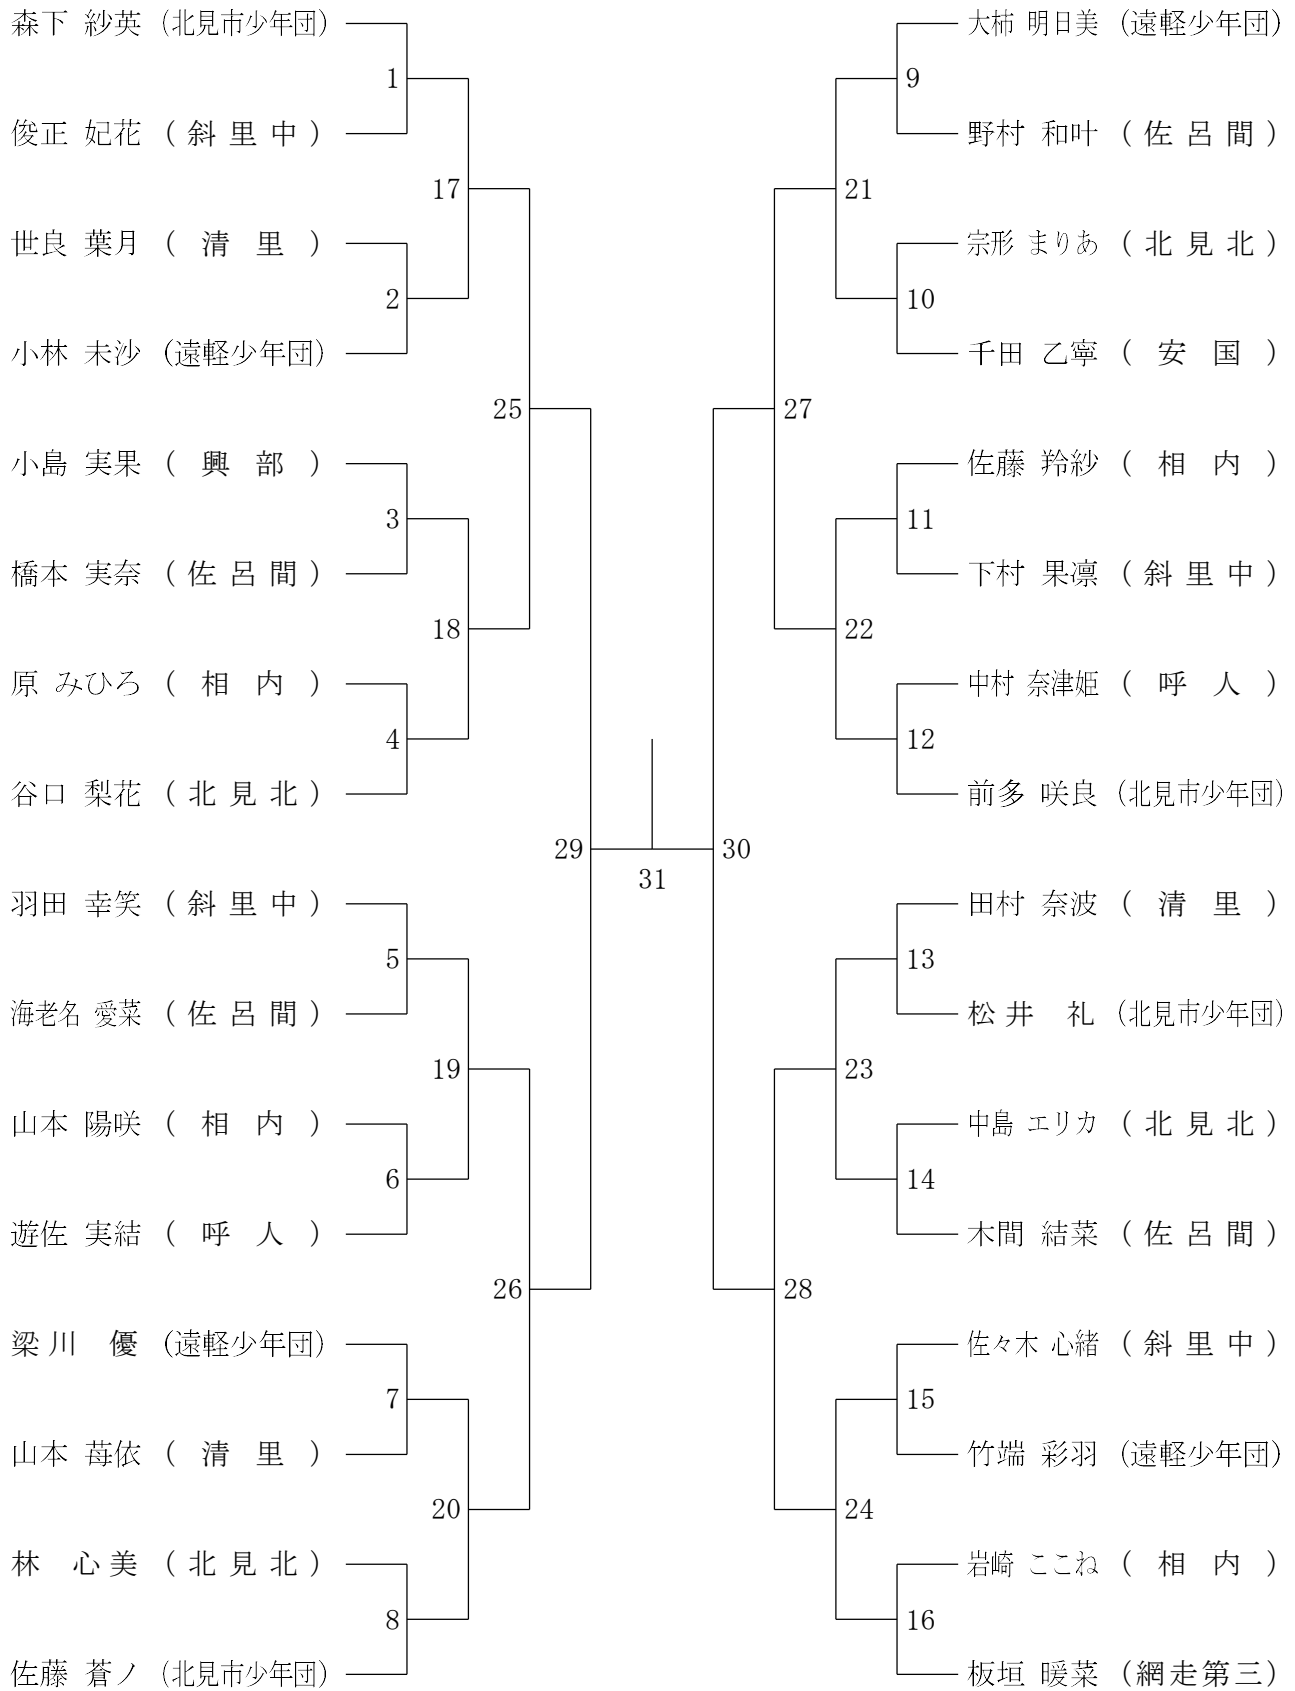 森下 紗英 (北見市少年団)
1
俊正 妃花 (斜里中)
17
世良 葉月 (清里)
2
小林 未沙 (遠軽少年団)
25
小島 実果 (興部)
3
橋本 実奈 (佐呂間)
18
原 みひろ (相内)
4
谷口 梨花 (北見北)
29
羽田 幸笑 (斜里中)
5
海老名 愛菜 (佐呂間)
19
山本 陽咲 (相内)
6
遊佐 実結 (呼人)
26
梁川 優 (遠軽少年団)
7
山本 苺依 (清里)
20
林 心美 (北見北)
8
佐藤 蒼ノ (北見市少年団)
31
大柿 明日美 (遠軽少年団)
9
野村 和叶 (佐呂間)
21
宗形 まりあ (北見北)
10
千田 乙寧 (安国)
27
佐藤 羚紗 (相内)
11
下村 果凛 (斜里中)
22
中村 奈津姫 (呼人)
12
前多 咲良 (北見市少年団)
30
田村 奈波 (清里)
13
松井 礼 (北見市少年団)
23
中島 エリカ (北見北)
14
木間 結菜 (佐呂間)
28
佐々木 心緒 (斜里中)
15
竹端 彩羽 (遠軽少年団)
24
岩崎 ここね (相内)
16
板垣 暖菜 (網走第三)